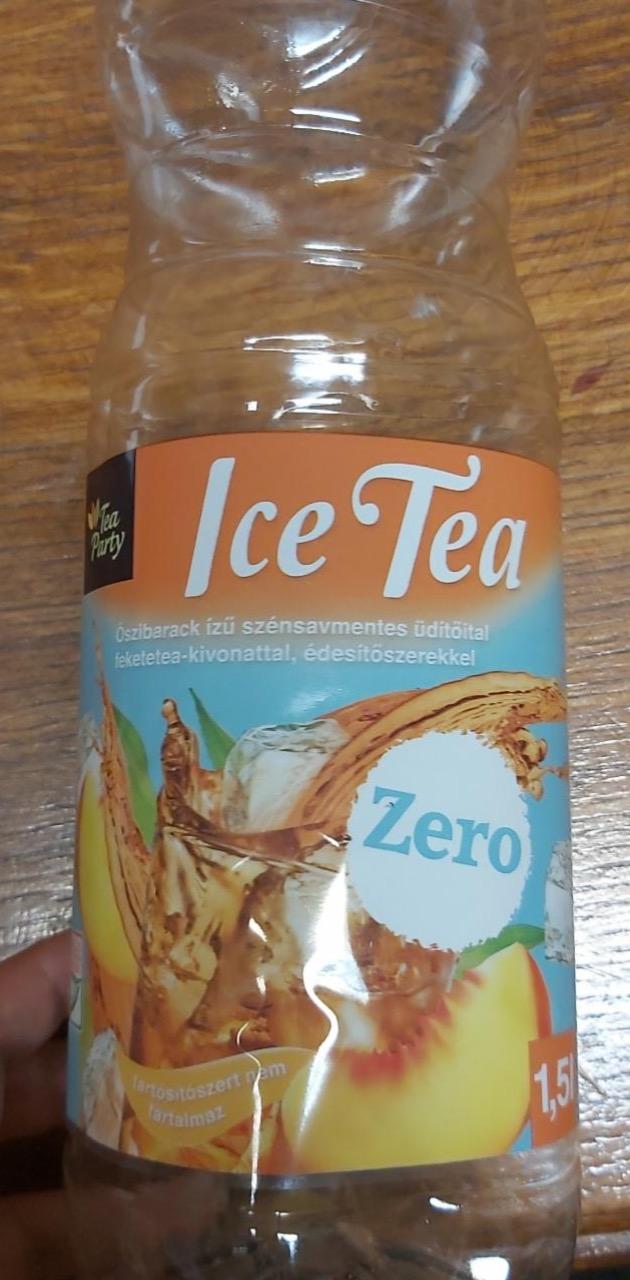 Ice Tea
Tea
Party
Őszibarack ízű szénsavmentes üdítőital
feketetea-kivonattal, édesítőszerekkel
Zero
tartósítószert nem
tartalmaz
1,5l